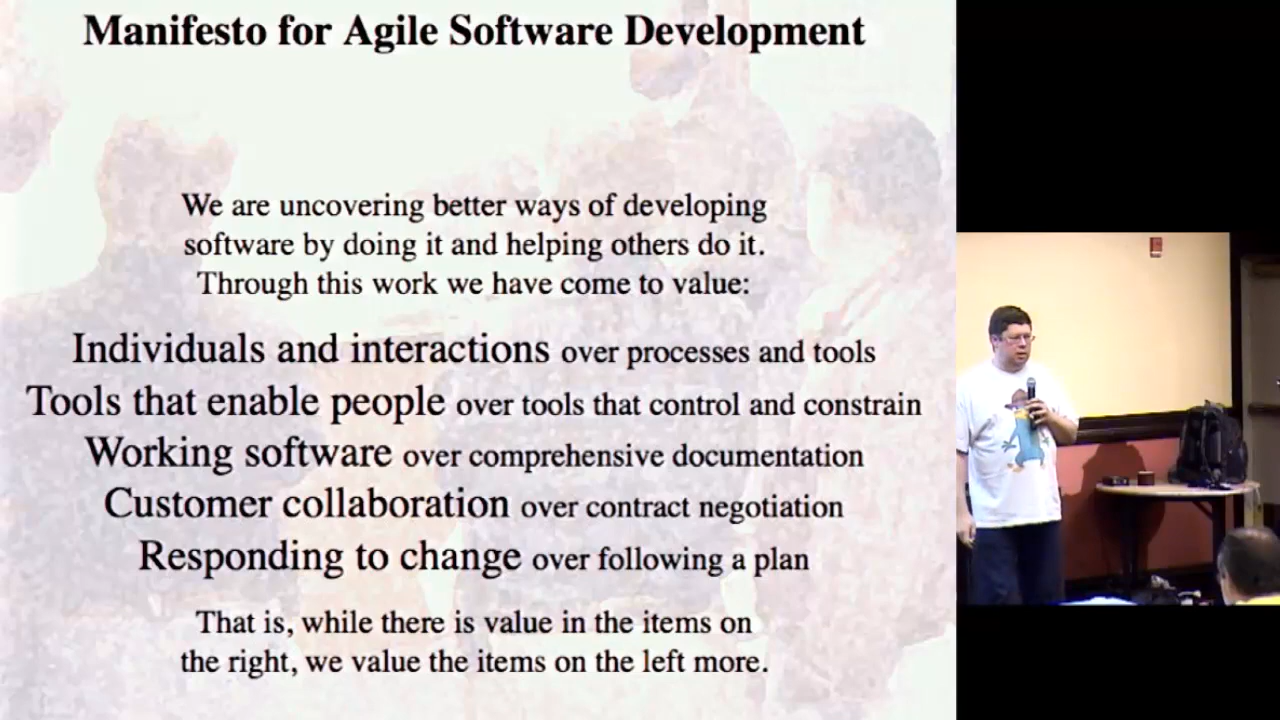 Manifesto for Agile Software Development
We are uncovering better ways of developing
software by doing it and helping others do it.
Through this work we have come to value:
Individuals and interactions over processes and tools
Tools that enable people over tools that control and constrain
Working software over comprehensive documentation
Customer collaboration over contract negotiation
Responding to change over following a plan
That is, while there is value in the items on
the right, we value the items on the left more.